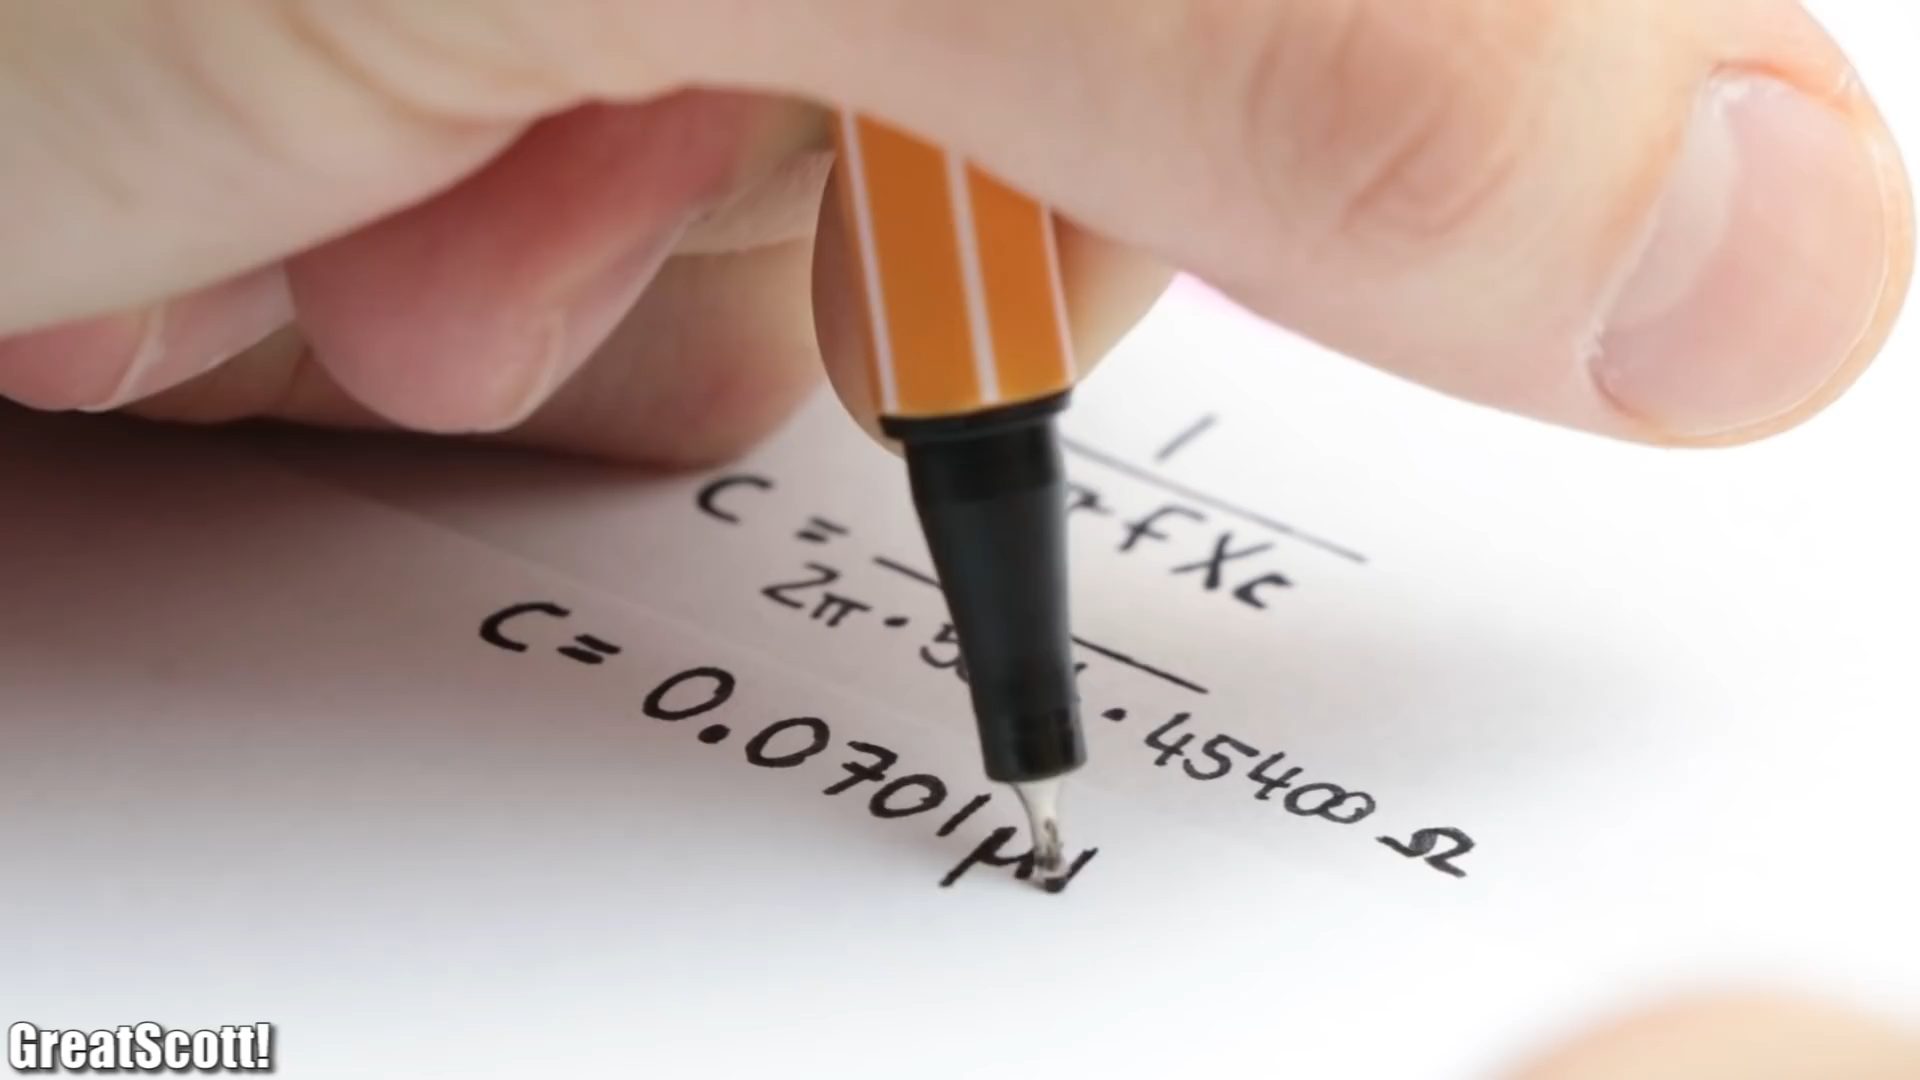 1
C = fXc
2π · 5 · 45400 Ω
C = 0.0701µ
GreatScott!